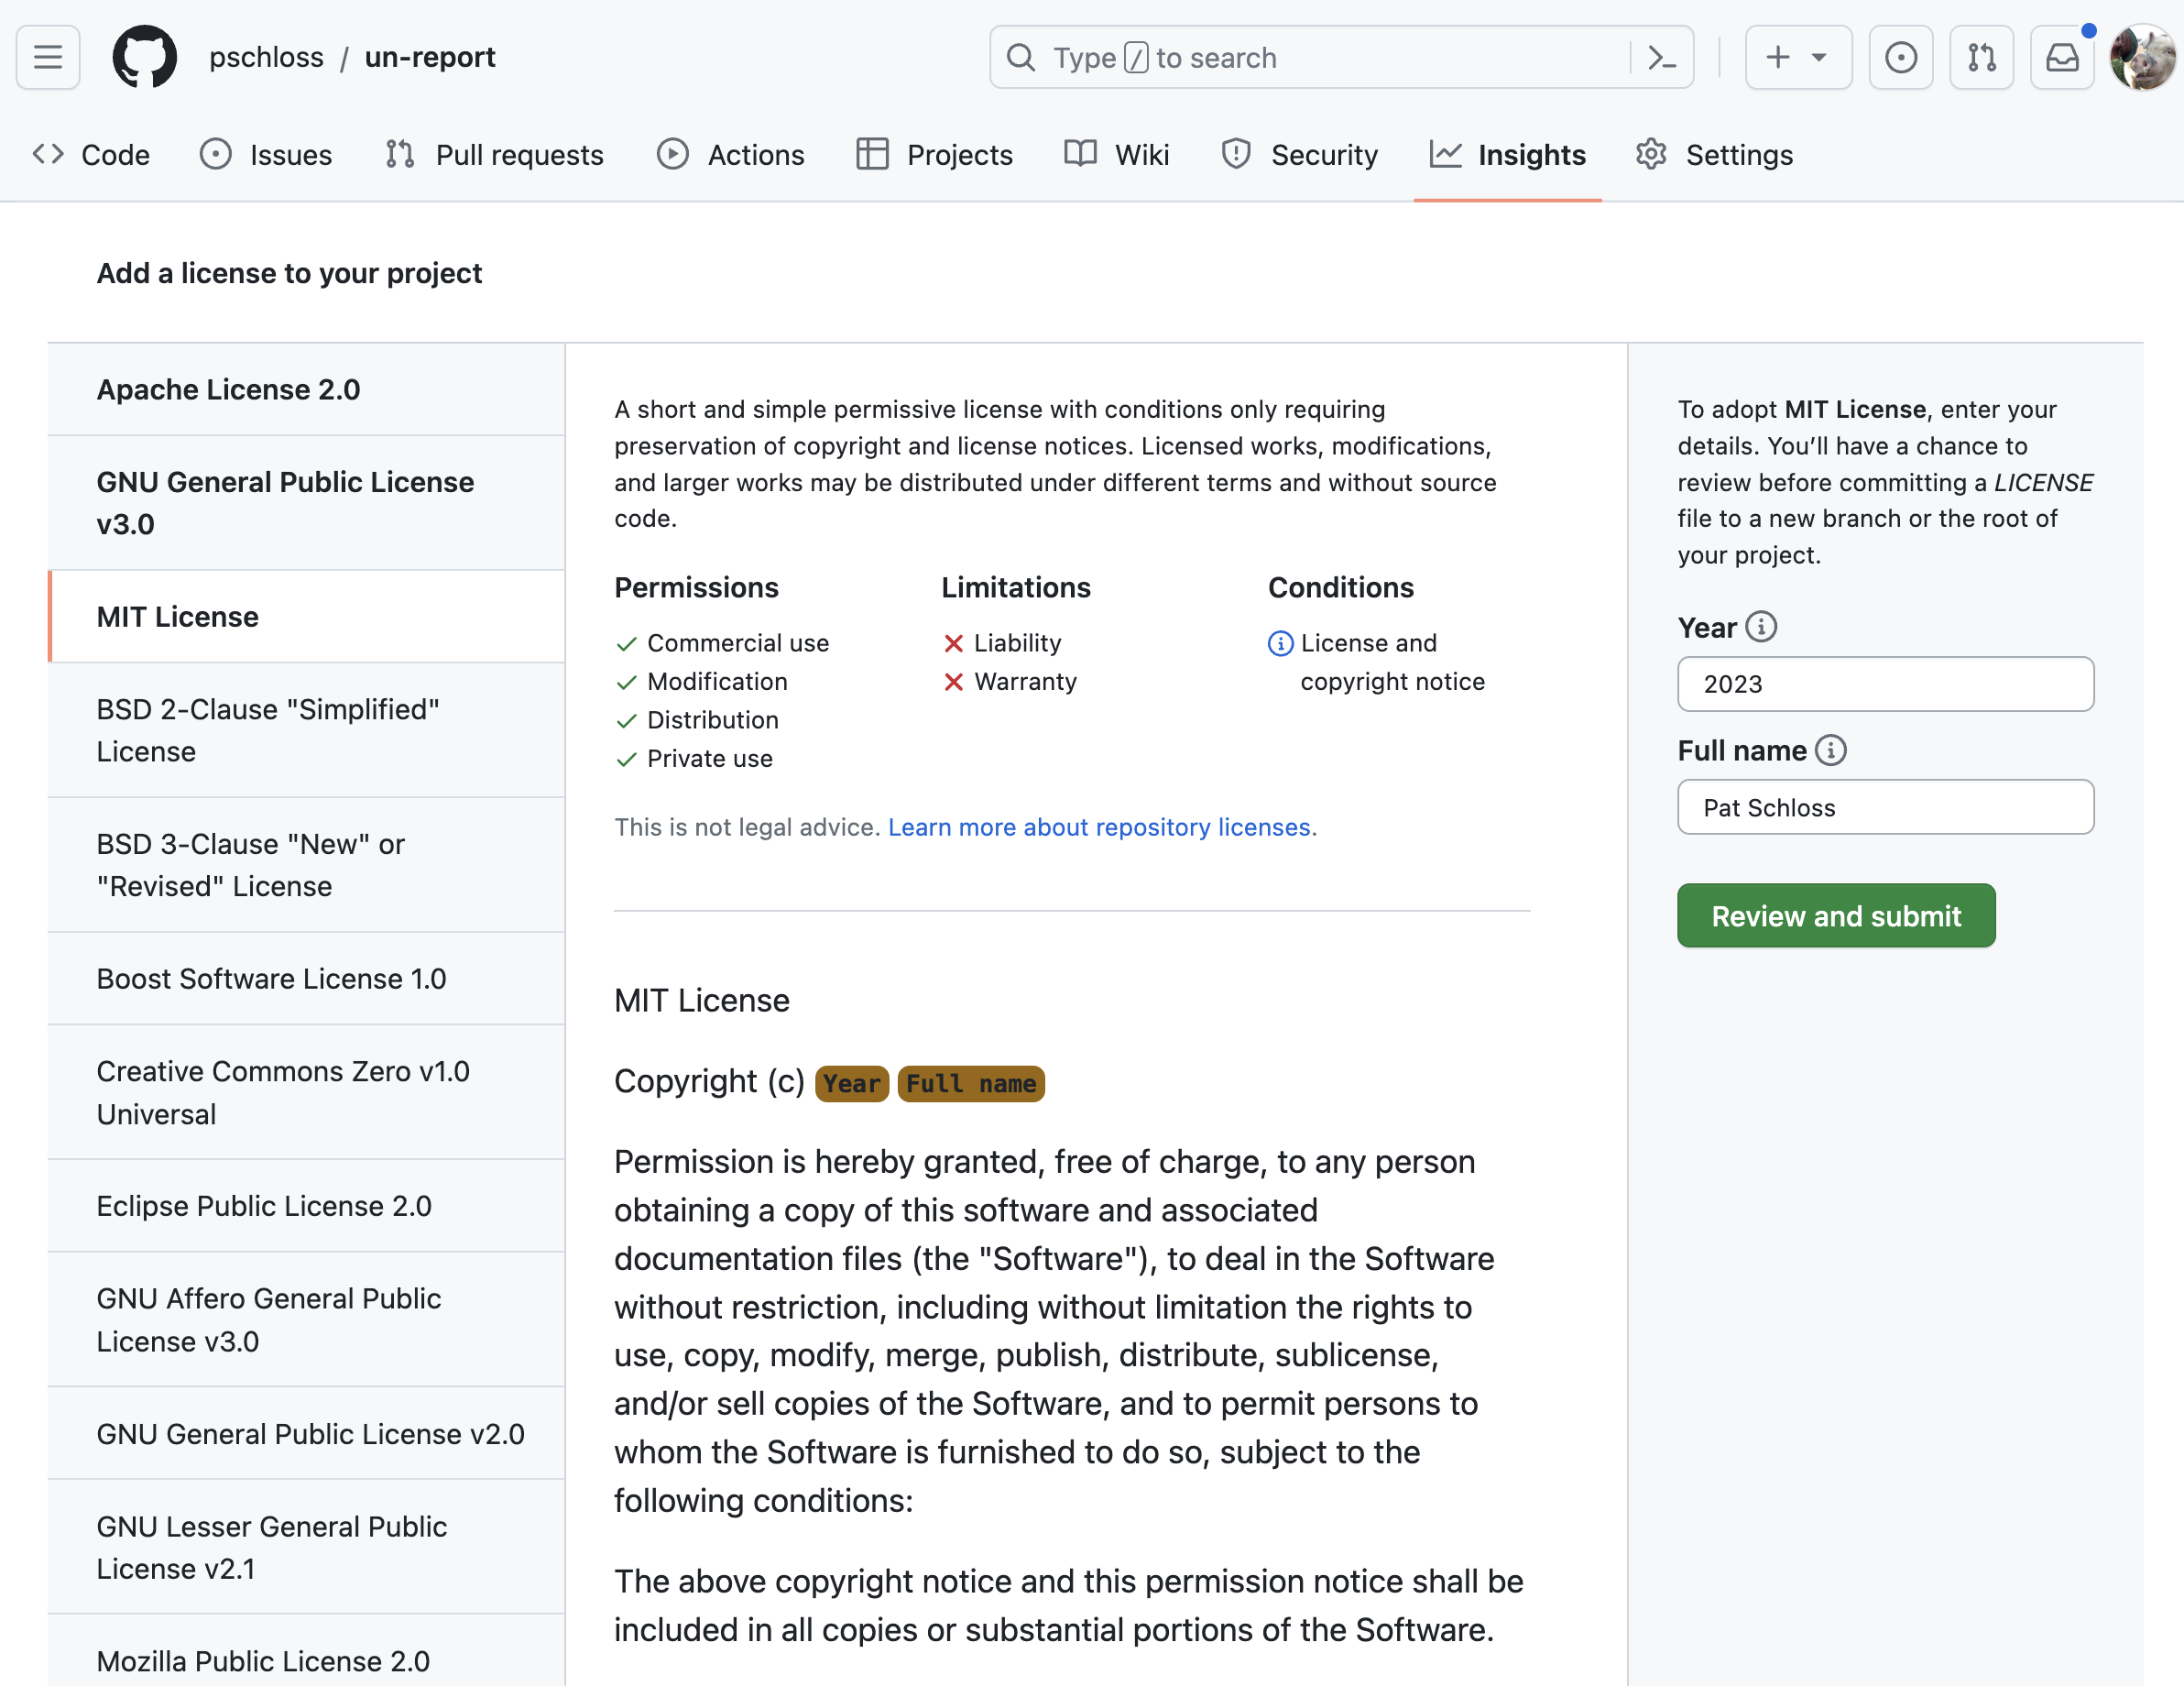 pschloss / un-report
Type / to search
Code Issues Pull requests Actions Projects Wiki Security Insights Settings
Add a license to your project
Apache License 2.0
GNU General Public License
v3.0
MIT License
BSD 2-Clause "Simplified"
License
BSD 3-Clause "New" or
"Revised" License
Boost Software License 1.0
Creative Commons Zero v1.0
Universal
Eclipse Public License 2.0
GNU Affero General Public
License v3.0
GNU General Public License v2.0
GNU Lesser General Public
License v2.1
Mozilla Public License 2.0
A short and simple permissive license with conditions only requiring
preservation of copyright and license notices. Licensed works, modifications,
and larger works may be distributed under different terms and without source
code.
Permissions
Commercial use
Modification
Distribution
Private use
Limitations
Liability
Warranty
Conditions
License and
copyright notice
This is not legal advice. Learn more about repository licenses.
MIT License
Copyright (c) Year Full name
Permission is hereby granted, free of charge, to any person
obtaining a copy of this software and associated
documentation files (the "Software"), to deal in the Software
without restriction, including without limitation the rights to
use, copy, modify, merge, publish, distribute, sublicense,
and/or sell copies of the Software, and to permit persons to
whom the Software is furnished to do so, subject to the
following conditions:
The above copyright notice and this permission notice shall be
included in all copies or substantial portions of the Software.
To adopt MIT License, enter your
details. You’ll have a chance to
review before committing a LICENSE
file to a new branch or the root of
your project.
Year
2023
Full name
Pat Schloss
Review and submit